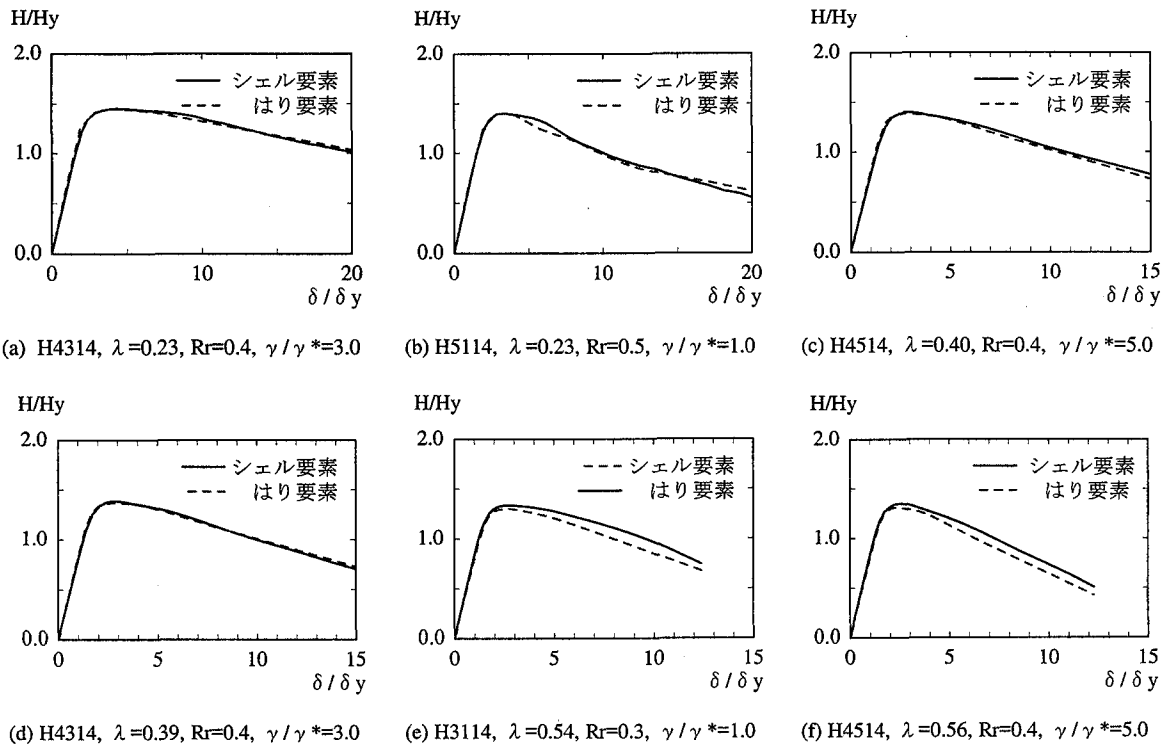 H/Hy
2.0
1.0
0.0
0
10
20
δ / δ y
シェル要素
はり要素
(a) H4314, λ=0.23, Rr=0.4, γ / γ *=3.0
H/Hy
2.0
1.0
0.0
0
10
20
δ / δ y
シェル要素
はり要素
(b) H5114, λ=0.23, Rr=0.5, γ / γ *=1.0
H/Hy
2.0
1.0
0.0
0
5
10
15
δ / δ y
シェル要素
はり要素
(c) H4514, λ=0.40, Rr=0.4, γ / γ *=5.0
H/Hy
2.0
1.0
0.0
0
5
10
15
δ / δ y
シェル要素
はり要素
(d) H4314, λ=0.39, Rr=0.4, γ / γ *=3.0
H/Hy
2.0
1.0
0.0
0
5
10
15
δ / δ y
シェル要素
はり要素
(e) H3114, λ=0.54, Rr=0.3, γ / γ *=1.0
H/Hy
2.0
1.0
0.0
0
5
10
15
δ / δ y
シェル要素
はり要素
(f) H4514, λ=0.56, Rr=0.4, γ / γ *=5.0